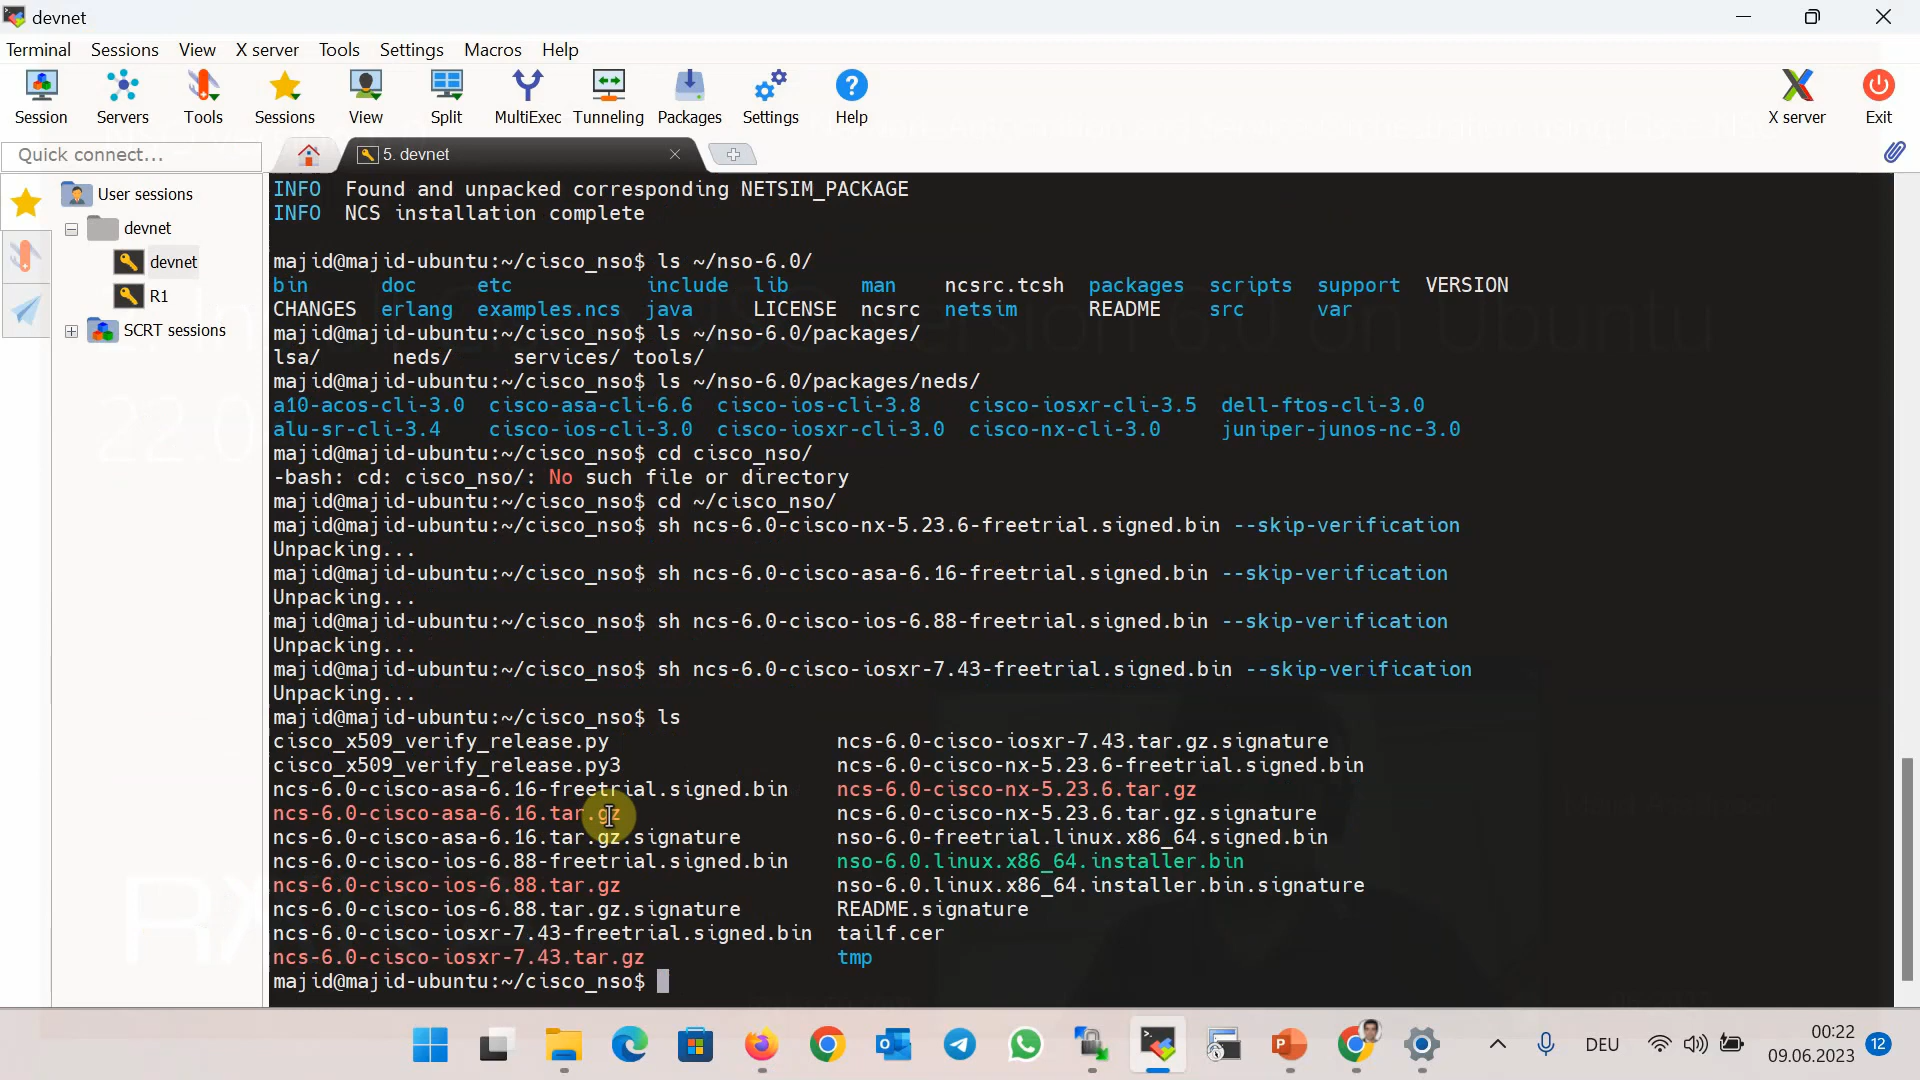 devnet
Terminal Sessions View X server Tools Settings Macros Help
Session Servers Tools Sessions View Split MultiExec Tunneling Packages Settings Help X server Exit
Quick connect...
5. devnet
User sessions
devnet
devnet
R1
SCRT sessions
INFO Found and unpacked corresponding NETSIM_PACKAGE
INFO NCS installation complete
majid@majid-ubuntu:~/cisco_nso$ ls ~/nso-6.0/
bin doc etc include lib man ncsrc.tcsh packages scripts support VERSION
CHANGES erlang examples.ncs java LICENSE ncsrc netsim README src var
majid@majid-ubuntu:~/cisco_nso$ ls ~/nso-6.0/packages/
lsa/ neds/ services/ tools/
majid@majid-ubuntu:~/cisco_nso$ ls ~/nso-6.0/packages/neds/
a10-acos-cli-3.0 cisco-asa-cli-6.6 cisco-ios-cli-3.8 cisco-iosxr-cli-3.5 dell-ftos-cli-3.0
alu-sr-cli-3.4 cisco-ios-cli-3.0 cisco-iosxr-cli-3.0 cisco-nx-cli-3.0 juniper-junos-nc-3.0
majid@majid-ubuntu:~/cisco_nso$ cd cisco_nso/
-bash: cd: cisco_nso/: No such file or directory
majid@majid-ubuntu:~/cisco_nso$ cd ~/cisco_nso/
majid@majid-ubuntu:~/cisco_nso$ sh ncs-6.0-cisco-nx-5.23.6-freetrial.signed.bin --skip-verification
Unpacking...
majid@majid-ubuntu:~/cisco_nso$ sh ncs-6.0-cisco-asa-6.16-freetrial.signed.bin --skip-verification
Unpacking...
majid@majid-ubuntu:~/cisco_nso$ sh ncs-6.0-cisco-ios-6.88-freetrial.signed.bin --skip-verification
Unpacking...
majid@majid-ubuntu:~/cisco_nso$ sh ncs-6.0-cisco-iosxr-7.43-freetrial.signed.bin --skip-verification
Unpacking...
majid@majid-ubuntu:~/cisco_nso$ ls
cisco_x509_verify_release.py ncs-6.0-cisco-iosxr-7.43.tar.gz.signature
cisco_x509_verify_release.py3 ncs-6.0-cisco-nx-5.23.6-freetrial.signed.bin
ncs-6.0-cisco-asa-6.16-freetrial.signed.bin ncs-6.0-cisco-nx-5.23.6.tar.gz
ncs-6.0-cisco-asa-6.16.tar.gz ncs-6.0-cisco-nx-5.23.6.tar.gz.signature
ncs-6.0-cisco-asa-6.16.tar.gz.signature nso-6.0-freetrial.linux.x86_64.signed.bin
ncs-6.0-cisco-ios-6.88-freetrial.signed.bin nso-6.0.linux.x86_64.installer.bin
ncs-6.0-cisco-ios-6.88.tar.gz nso-6.0.linux.x86_64.installer.bin.signature
ncs-6.0-cisco-ios-6.88.tar.gz.signature README.signature
ncs-6.0-cisco-iosxr-7.43-freetrial.signed.bin tailf.cer
ncs-6.0-cisco-iosxr-7.43.tar.gz tmp
majid@majid-ubuntu:~/cisco_nso$
DEU 00:22 12
09.06.2023